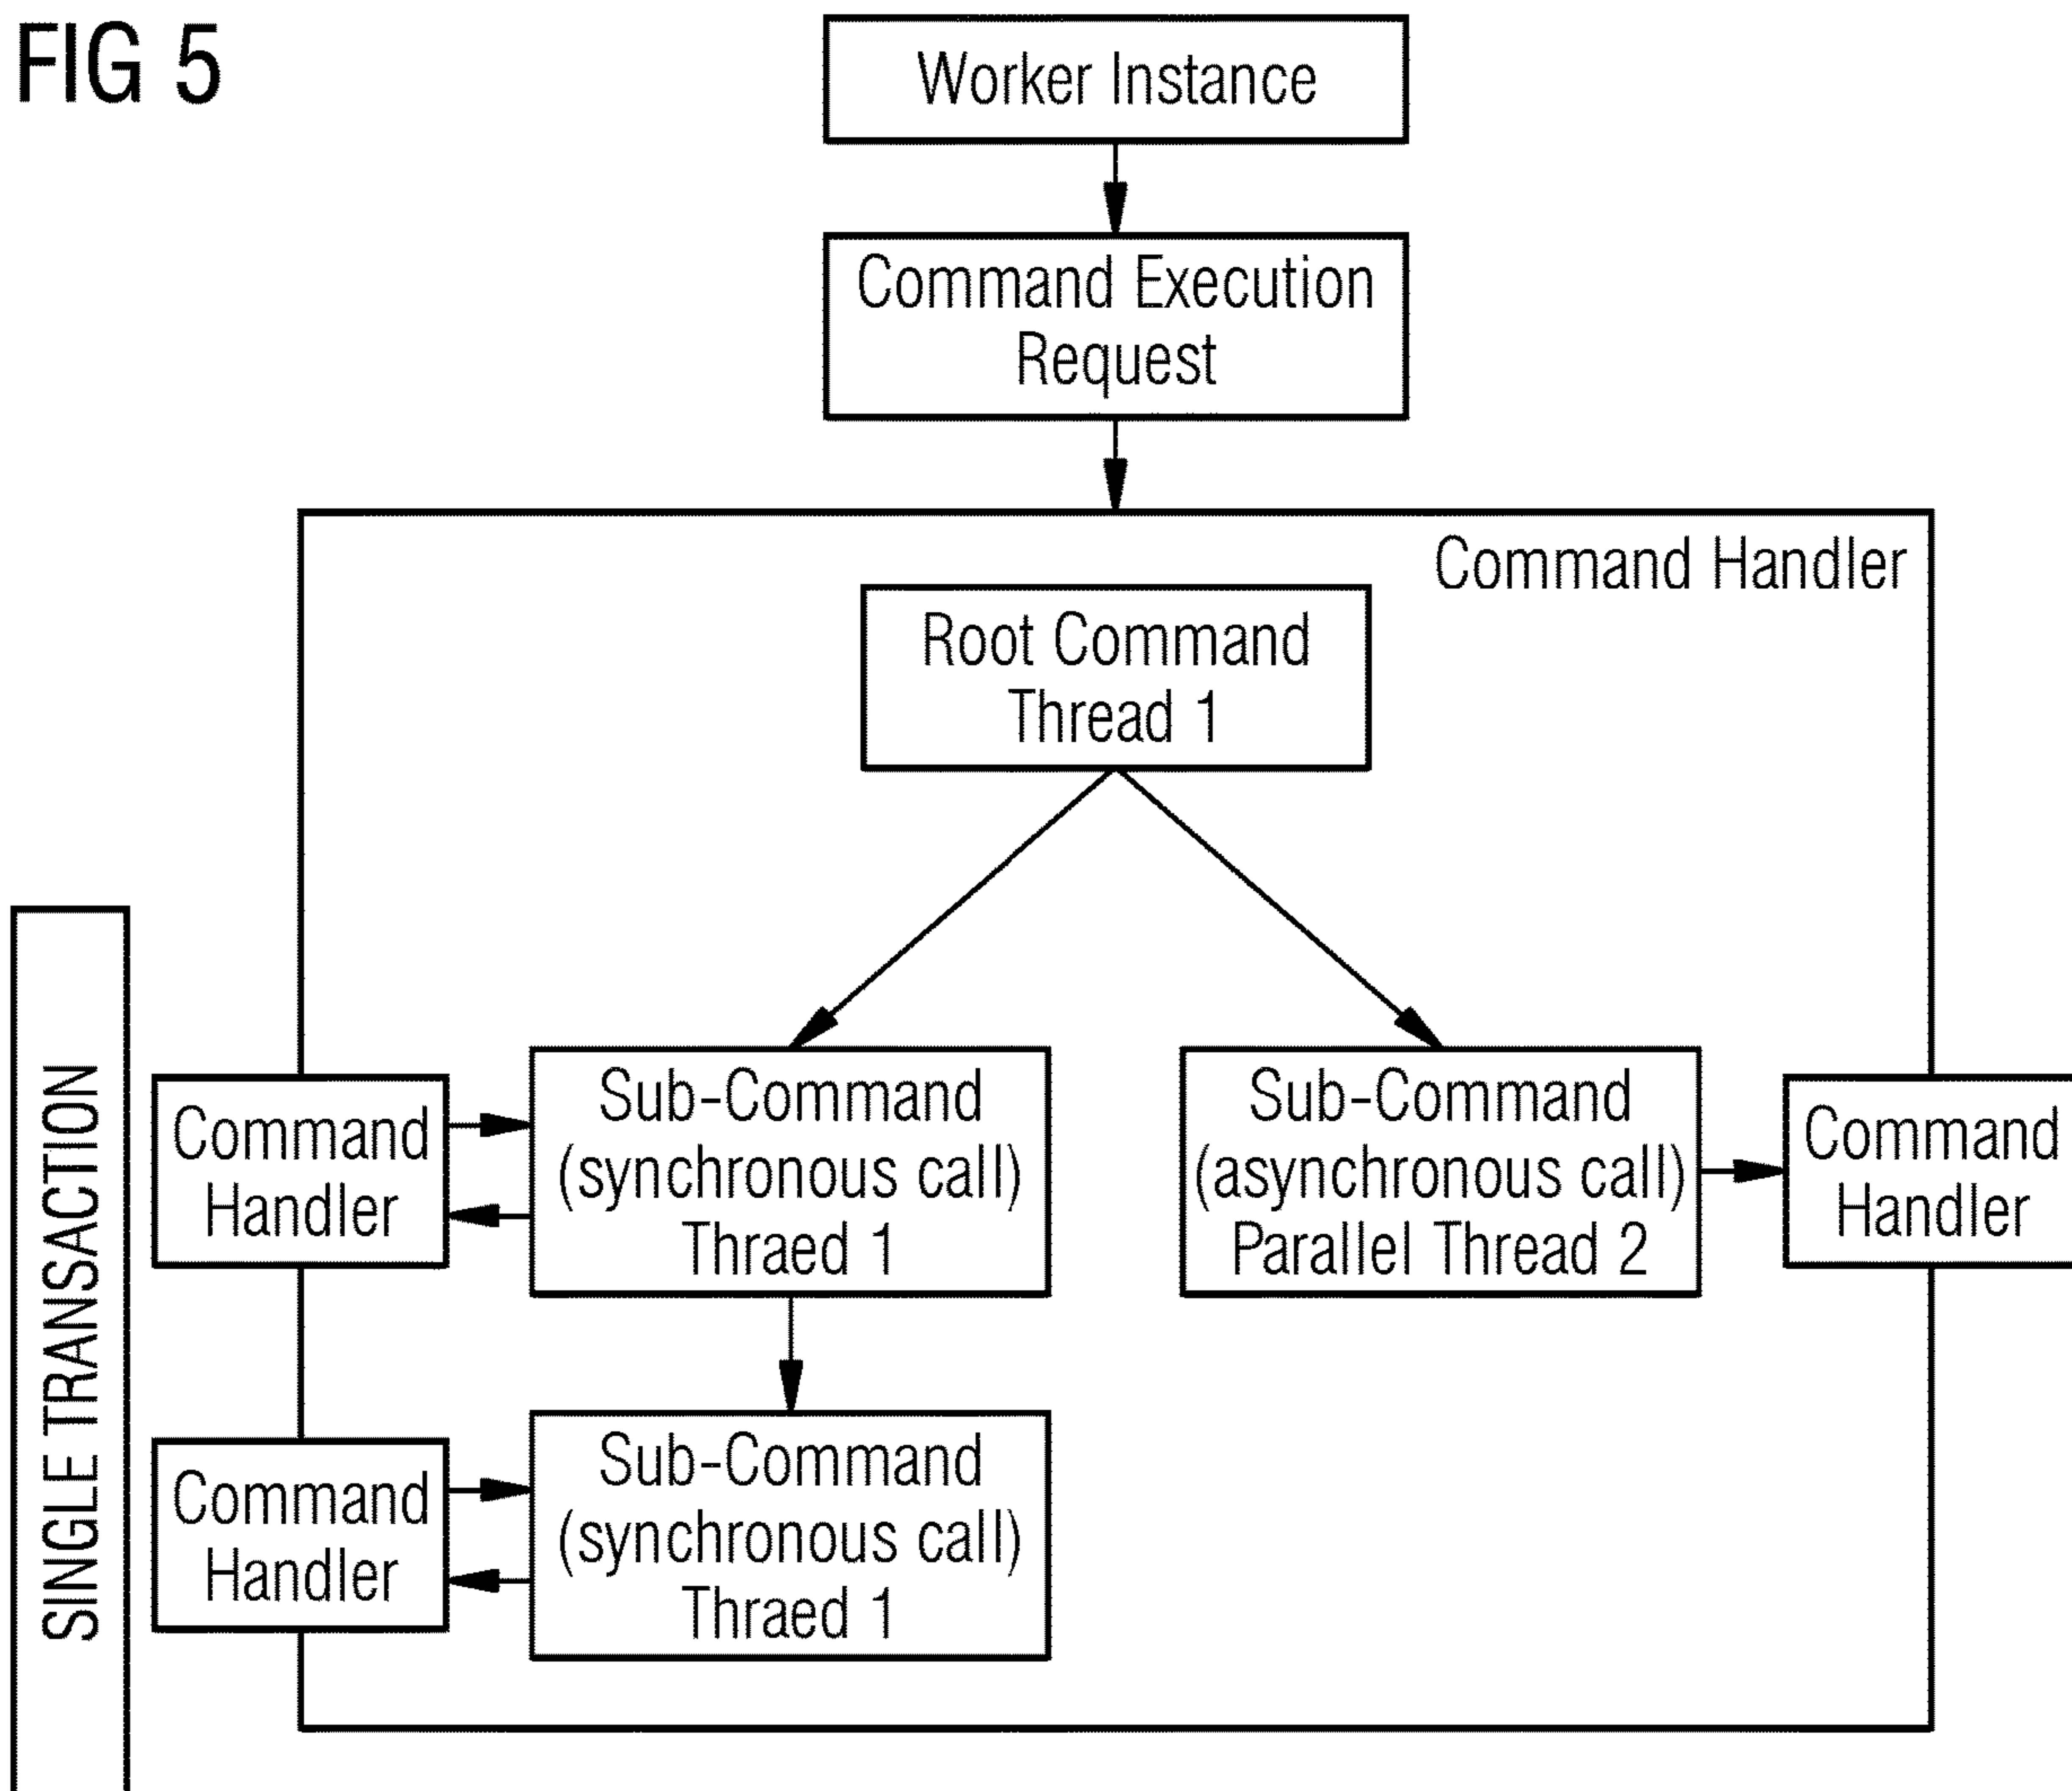 FIG 5
Worker Instance
Command Execution
Request
Command Handler
Root Command
Thread 1
SINGLE TRANSACTION
Command
Handler
Sub-Command
(synchronous call)
Thraed 1
Sub-Command
(asynchronous call)
Parallel Thread 2
Command
Handler
Command
Handler
Sub-Command
(synchronous call)
Thraed 1